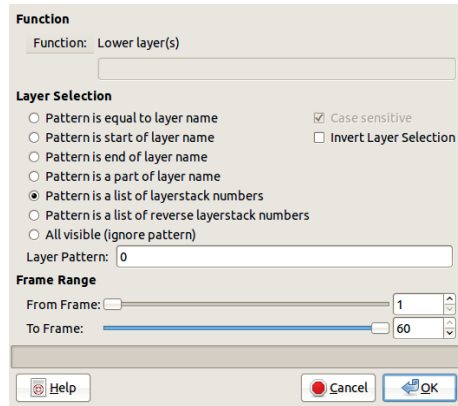 Function
Function: Lower layer(s)
Layer Selection
Pattern is equal to layer name
Case sensitive
Pattern is start of layer name
Invert Layer Selection
Pattern is end of layer name
Pattern is a part of layer name
Pattern is a list of layerstack numbers
Pattern is a list of reverse layerstack numbers
All visible (ignore pattern)
Layer Pattern: 0
Frame Range
From Frame: 1
To Frame: 60
Help Cancel OK